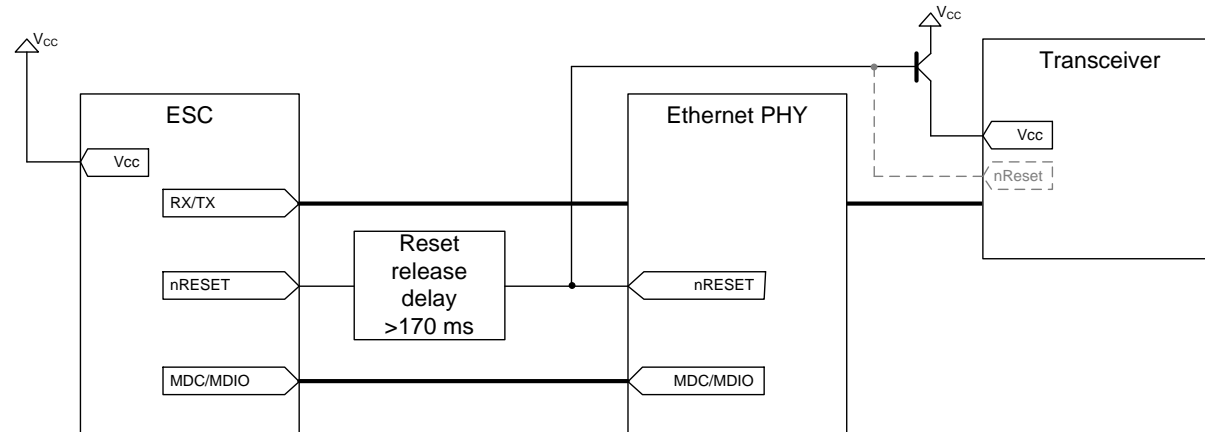 Vcc
Vcc
ESC
Ethernet PHY
Transceiver
Vcc
Vcc
nReset
RX/TX
Reset
release
delay
>170 ms
nRESET
nRESET
MDC/MDIO
MDC/MDIO